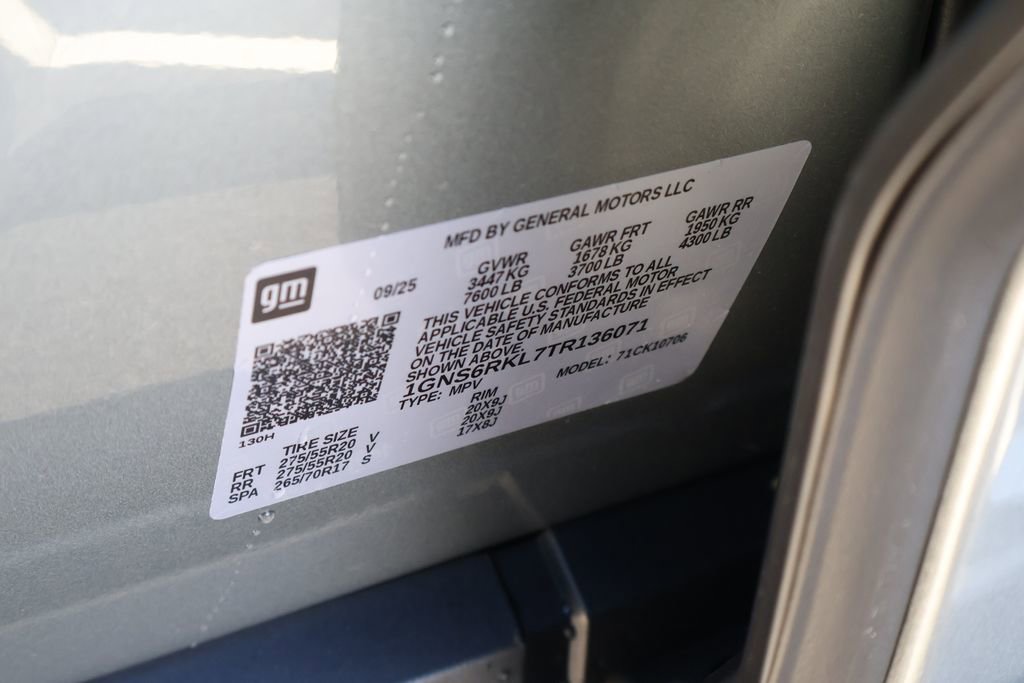 MFD BY GENERAL MOTORS LLC
gm
09/25
GVWR GAWR FRT GAWR RR
3447 KG 1678 KG 1950 KG
7600 LB 3700 LB 4300 LB
THIS VEHICLE CONFORMS TO ALL
APPLICABLE U.S. FEDERAL MOTOR
VEHICLE SAFETY STANDARDS IN EFFECT
ON THE DATE OF MANUFACTURE
SHOWN ABOVE.
1GNS6RKL7TR136071
TYPE: MPV MODEL: 71CK10706
130H
TIRE SIZE RIM
FRT 275/55R20 V 20X9J
RR 275/55R20 V 20X9J
SPA 265/70R17 S 17X8J